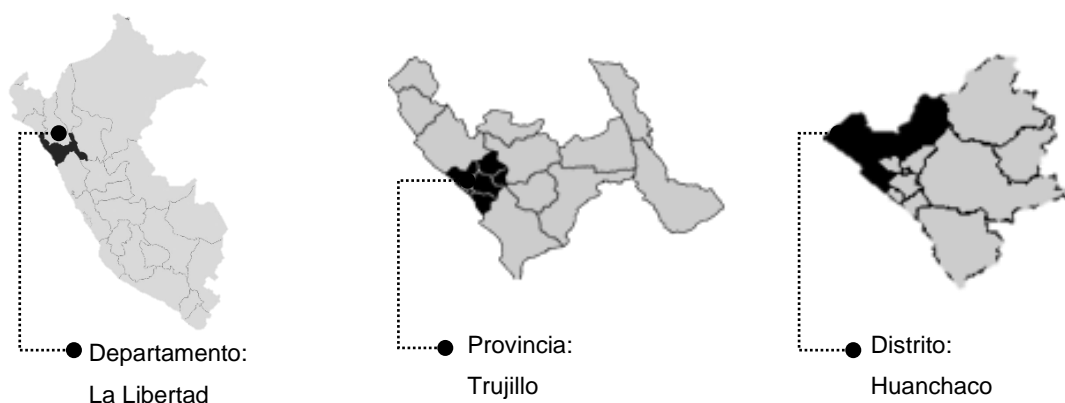 Departamento:
La Libertad
Provincia:
Trujillo
Distrito:
Huanchaco